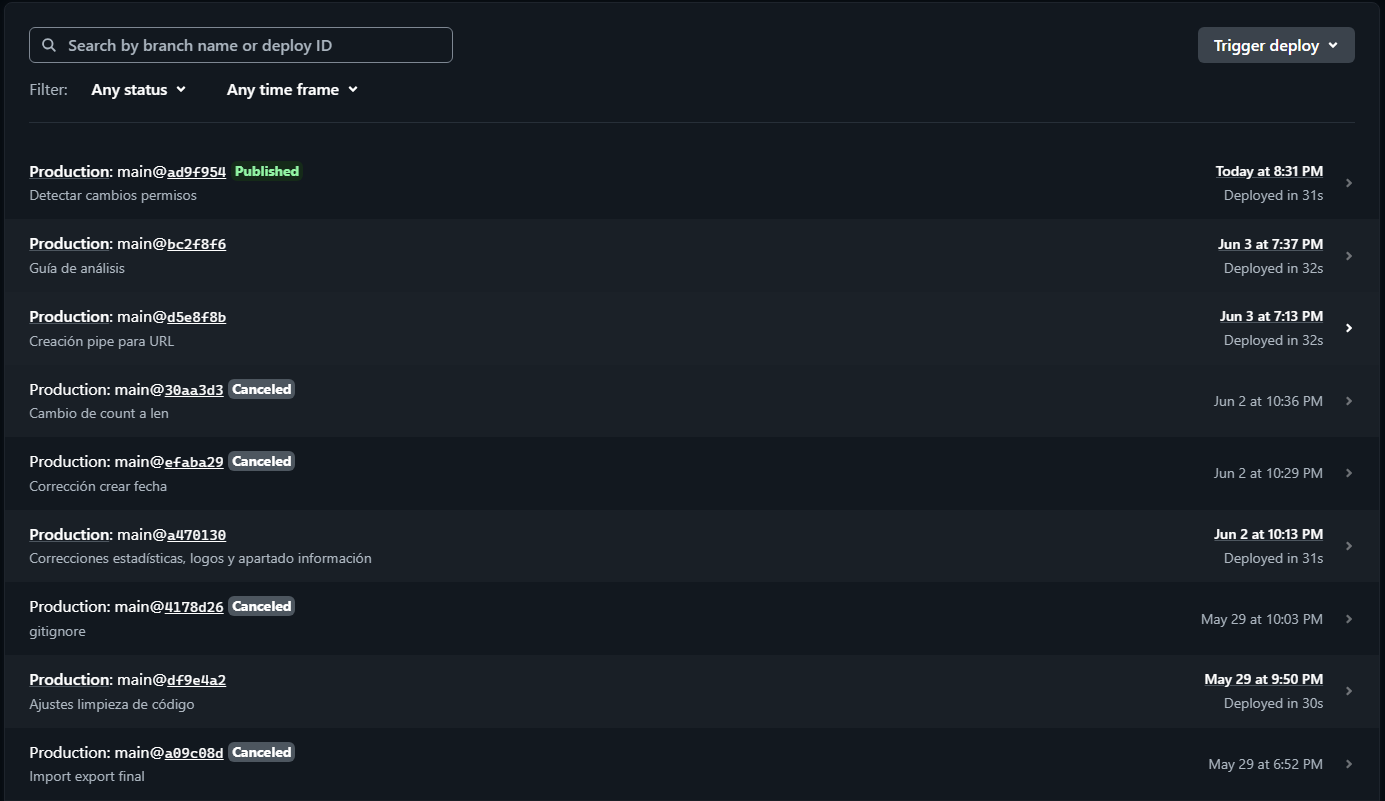 Search by branch name or deploy ID
Trigger deploy
Filter: Any status Any time frame
Production: main@ad9f954 Published
Today at 8:31 PM
Detectar cambios permisos
Deployed in 31s
Production: main@bc2f8f6
Jun 3 at 7:37 PM
Guía de análisis
Deployed in 32s
Production: main@d5e8f8b
Jun 3 at 7:13 PM
Creación pipe para URL
Deployed in 32s
Production: main@30aa3d3 Canceled
Jun 2 at 10:36 PM
Cambio de count a len
Production: main@efaba29 Canceled
Jun 2 at 10:29 PM
Corrección crear fecha
Production: main@a470130
Jun 2 at 10:13 PM
Correcciones estadísticas, logos y apartado información
Deployed in 31s
Production: main@4178d26 Canceled
May 29 at 10:03 PM
gitignore
Production: main@df9e4a2
May 29 at 9:50 PM
Ajustes limpieza de código
Deployed in 30s
Production: main@a09c08d Canceled
May 29 at 6:52 PM
Import export final